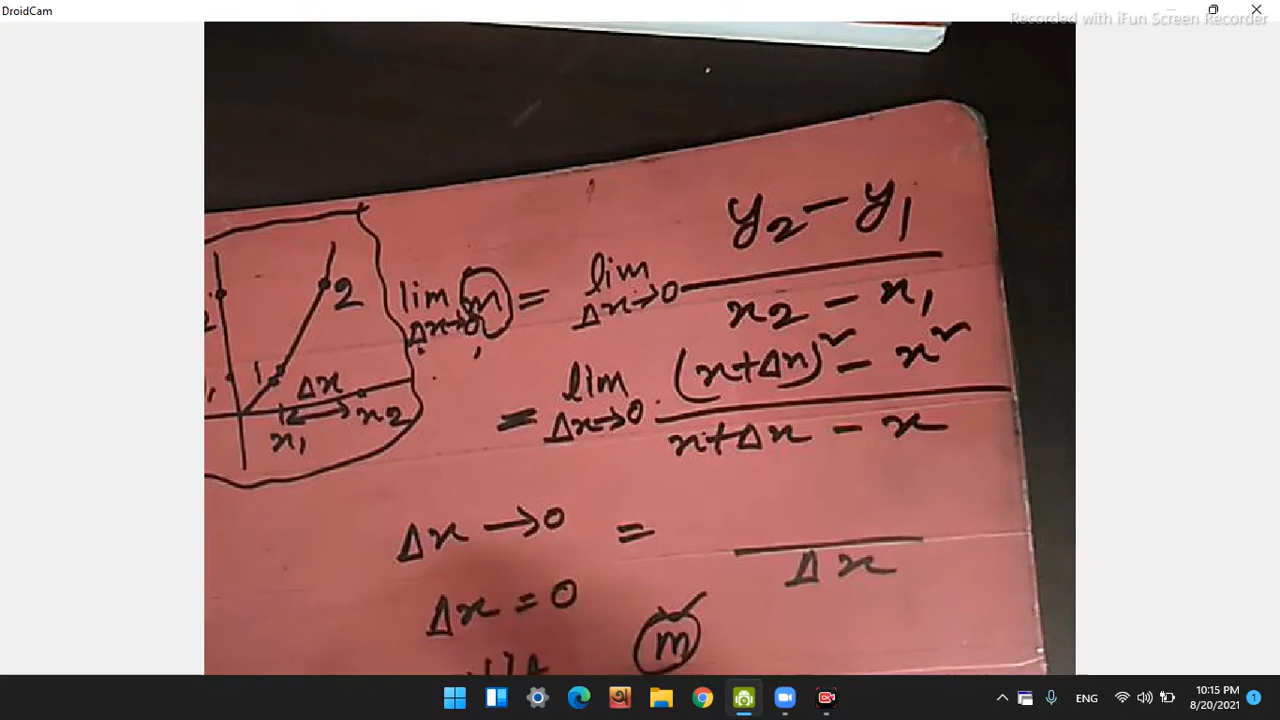 DroidCam
Recorded with iFun Screen Recorder
lim Δx→0 m = lim Δx→0 y₂ − y₁ / x₂ − x₁
= lim Δx→0 (x+Δx)² − x² / x+Δx − x
2
1
Δx
x₁ x₂
Δx → 0 = / Δx
Δx = 0
m
ENG
10:15 PM
8/20/2021
1